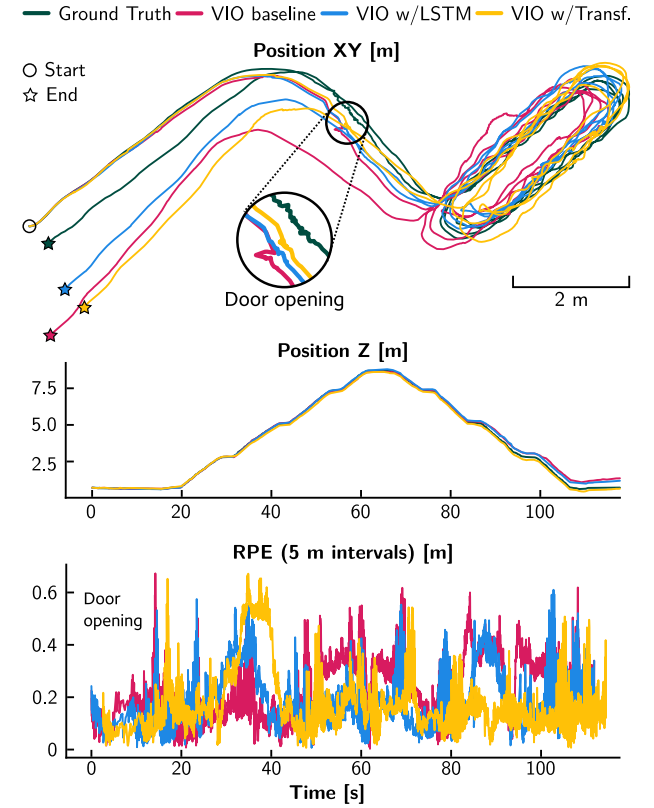 Ground Truth VIO baseline VIO w/LSTM VIO w/Transf.
Position XY [m]
Start
End
Door opening
2 m
Position Z [m]
7.5
5.0
2.5
0 20 40 60 80 100
RPE (5 m intervals) [m]
0.6
Door
opening
0.4
0.2
0
0 20 40 60 80 100
Time [s]